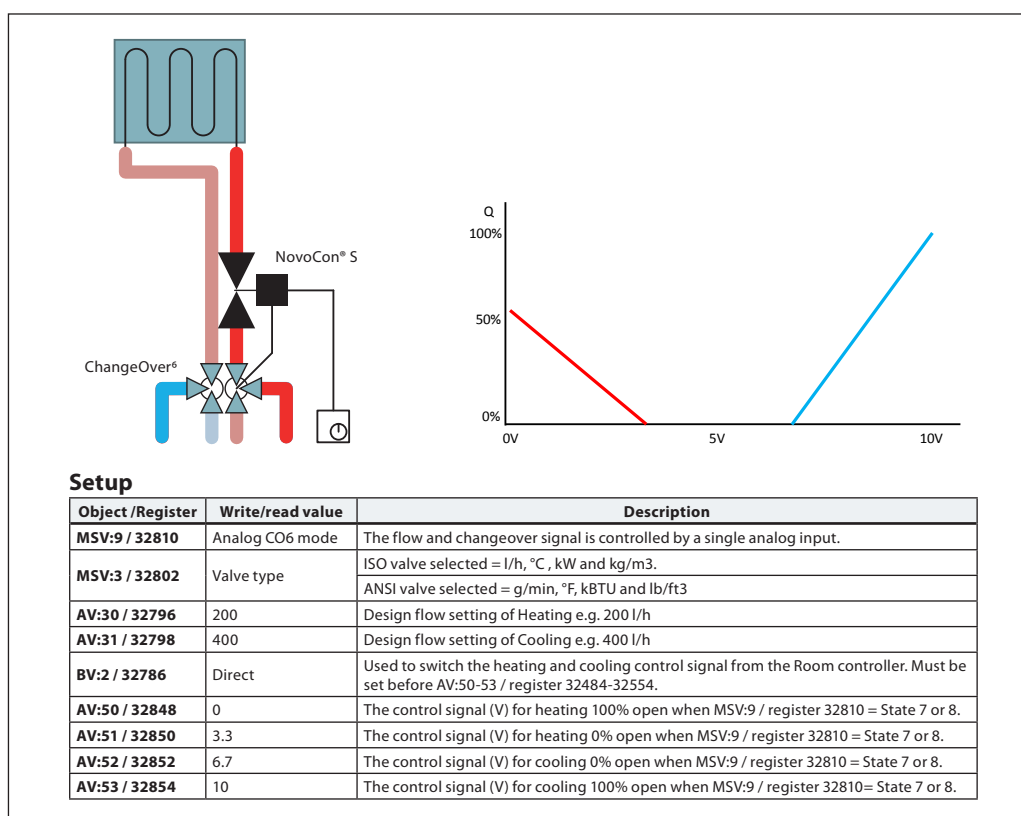 NovoCon® S
ChangeOver⁶
Q
100%
50%
0%
0V
5V
10V
Setup
Object /Register Write/read value Description
MSV:9 / 32810 Analog CO6 mode The flow and changeover signal is controlled by a single analog input.
MSV:3 / 32802 Valve type ISO valve selected = l/h, °C , kW and kg/m3.
ANSI valve selected = g/min, °F, kBTU and lb/ft3
AV:30 / 32796 200 Design flow setting of Heating e.g. 200 l/h
AV:31 / 32798 400 Design flow setting of Cooling e.g. 400 l/h
BV:2 / 32786 Direct Used to switch the heating and cooling control signal from the Room controller. Must be
set before AV:50-53 / register 32484-32554.
AV:50 / 32848 0 The control signal (V) for heating 100% open when MSV:9 / register 32810 = State 7 or 8.
AV:51 / 32850 3.3 The control signal (V) for heating 0% open when MSV:9 / register 32810 = State 7 or 8.
AV:52 / 32852 6.7 The control signal (V) for cooling 0% open when MSV:9 / register 32810 = State 7 or 8.
AV:53 / 32854 10 The control signal (V) for cooling 100% open when MSV:9 / register 32810= State 7 or 8.